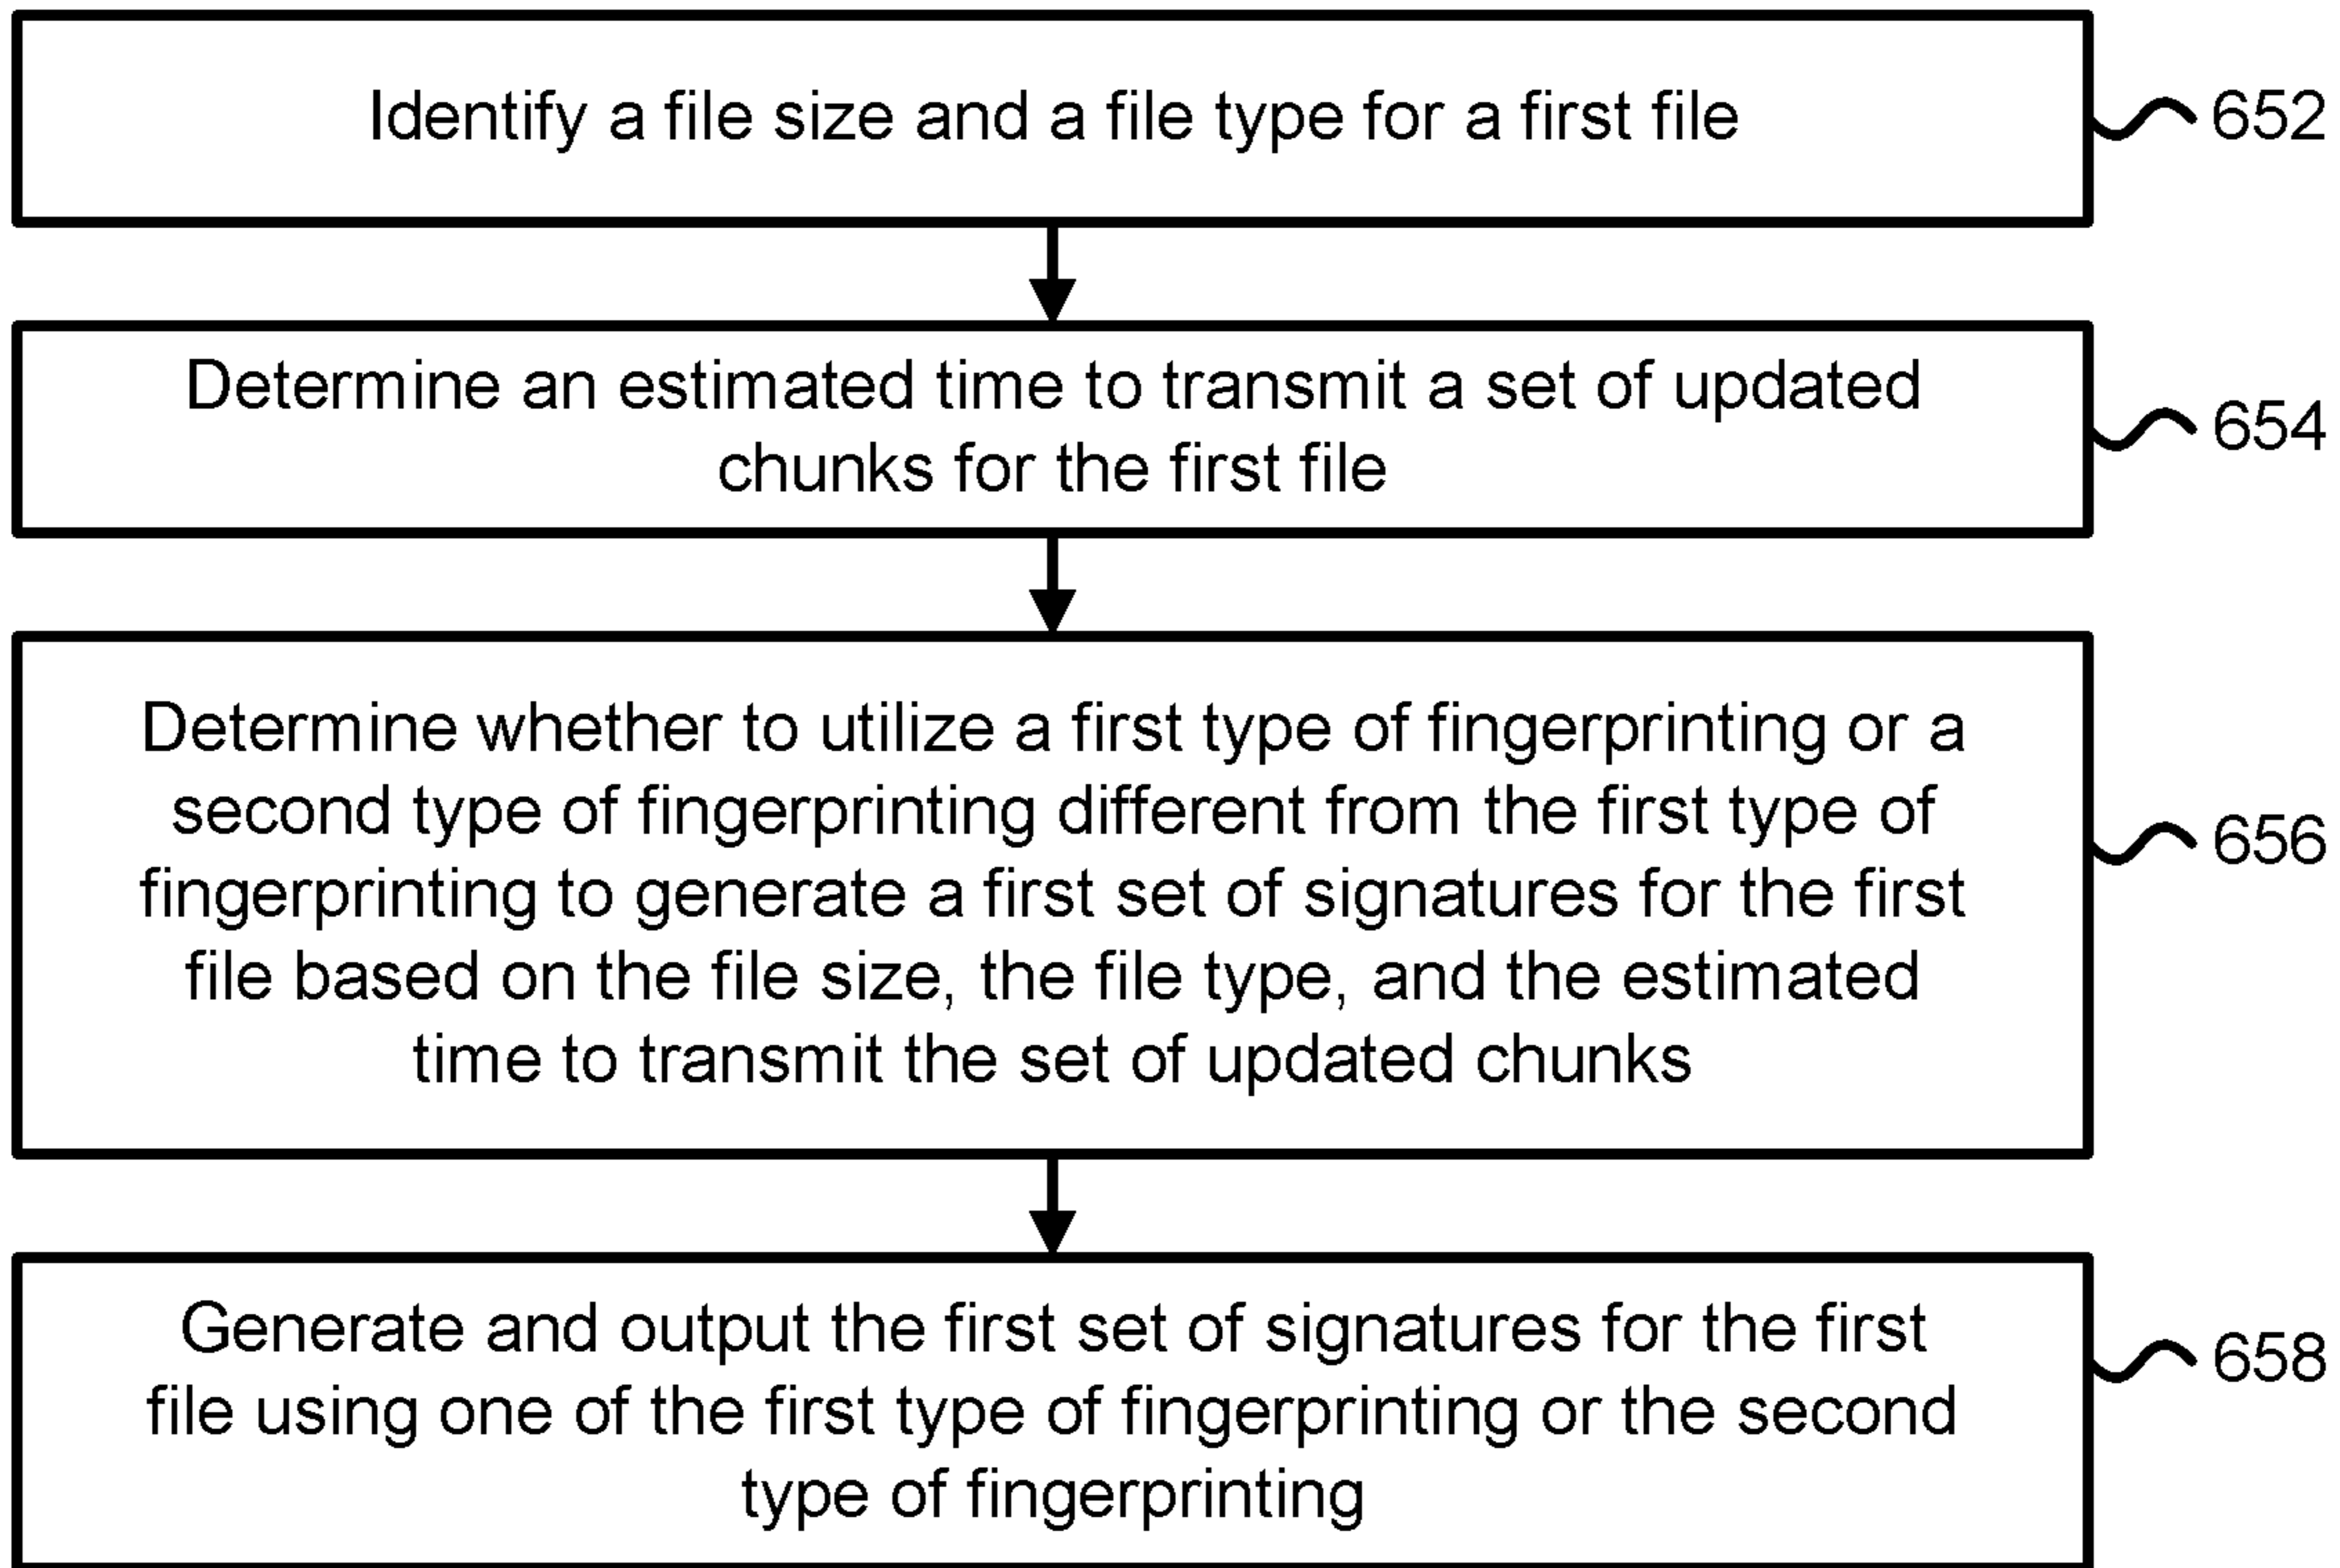 Identify a file size and a file type for a first file
652
Determine an estimated time to transmit a set of updated
chunks for the first file
654
Determine whether to utilize a first type of fingerprinting or a
second type of fingerprinting different from the first type of
fingerprinting to generate a first set of signatures for the first
file based on the file size, the file type, and the estimated
time to transmit the set of updated chunks
656
Generate and output the first set of signatures for the first
file using one of the first type of fingerprinting or the second
type of fingerprinting
658